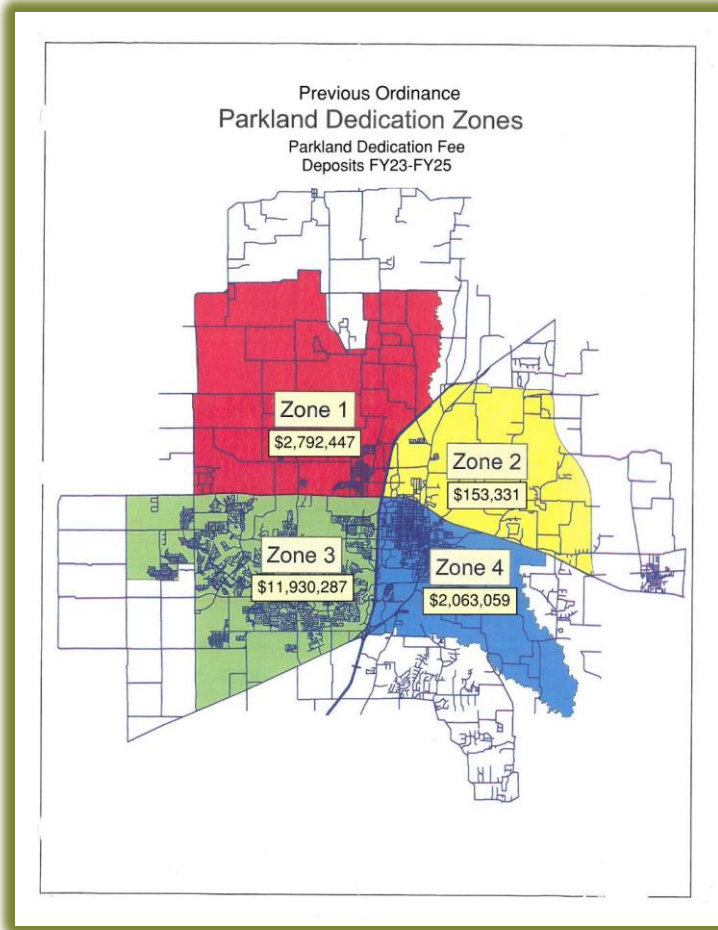 Previous Ordinance
Parkland Dedication Zones
Parkland Dedication Fee
Deposits FY23-FY25
Zone 1
$2,792,447
Zone 2
$153,331
Zone 3
$11,930,287
Zone 4
$2,063,059